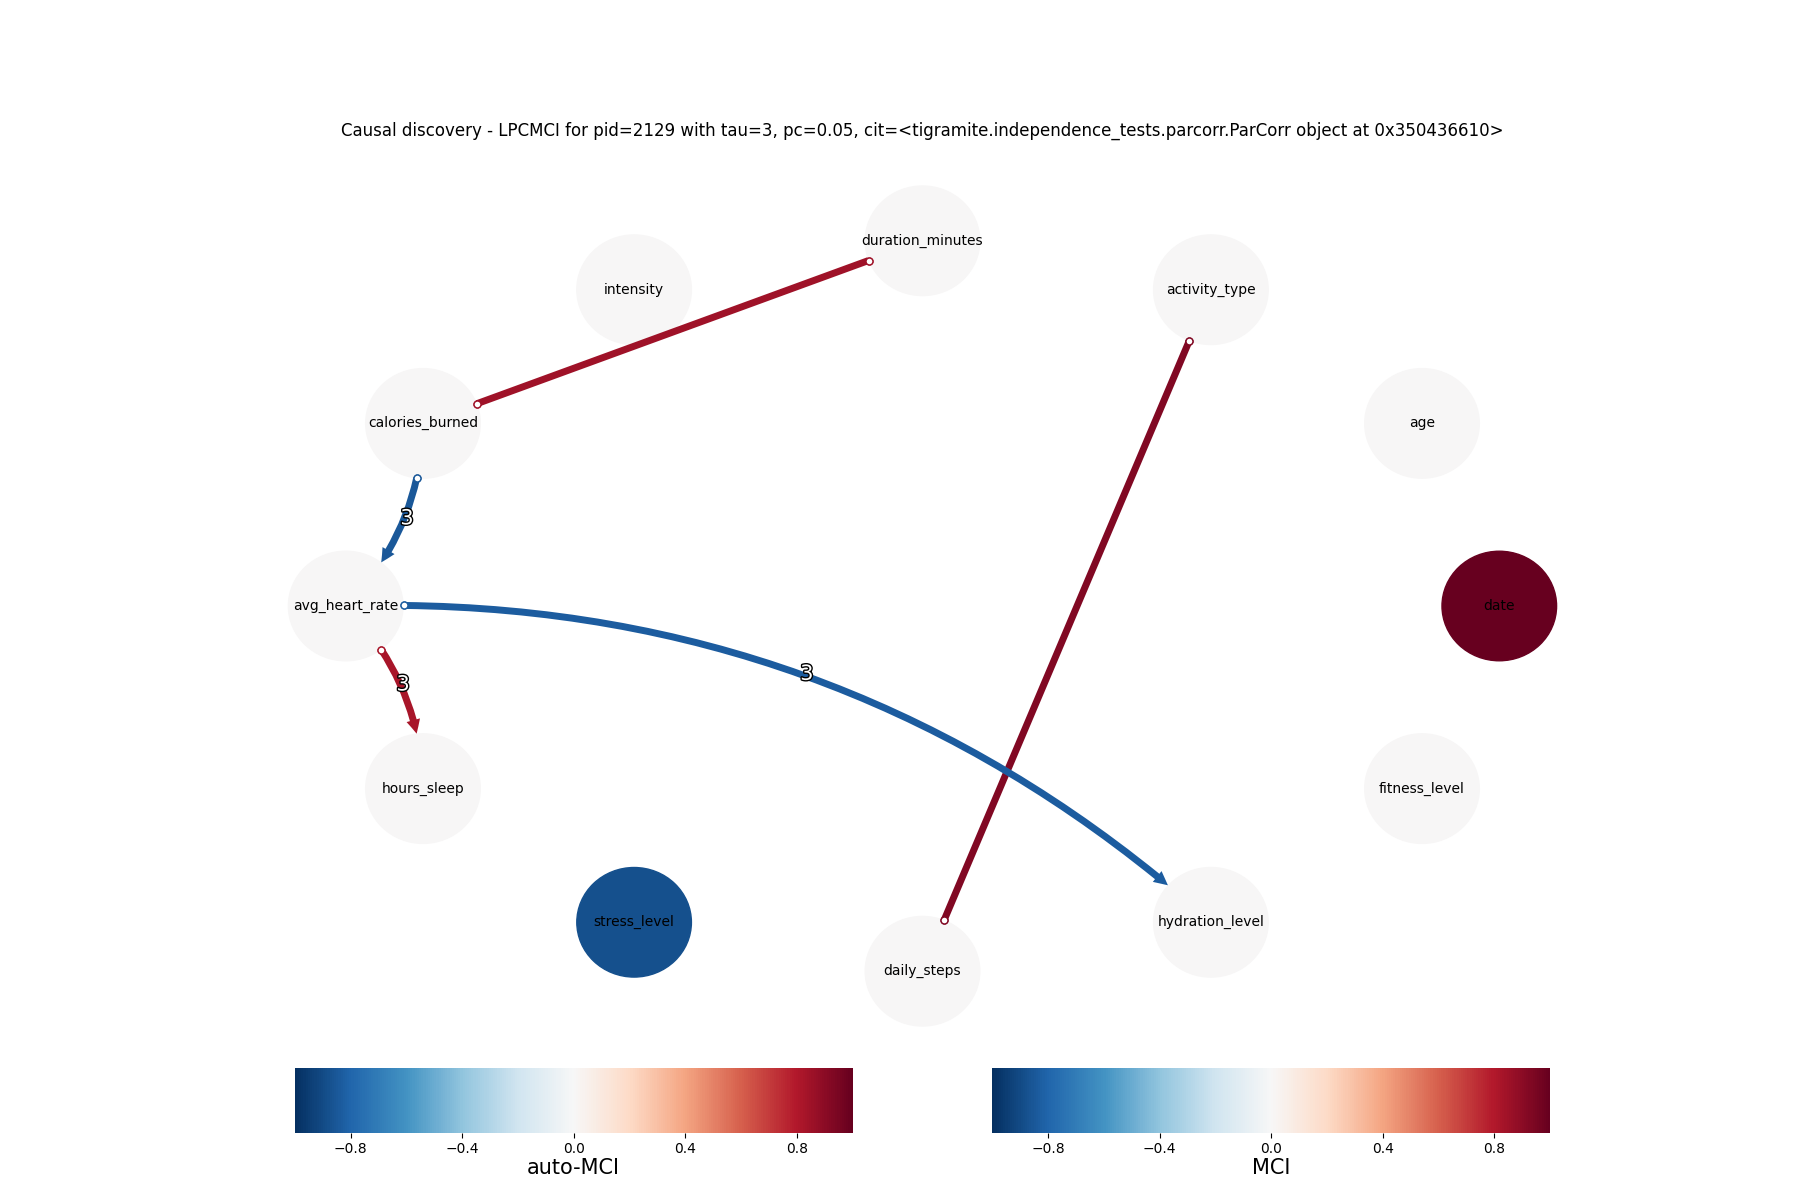 Causal discovery - LPCMCI for pid=2129 with tau=3, pc=0.05, cit=<tigramite.independence_tests.parcorr.ParCorr object at 0x350436610>
duration_minutes
intensity
activity_type
calories_burned
age
3
avg_heart_rate
date
3
3
hours_sleep
fitness_level
stress_level
hydration_level
daily_steps
−0.8 −0.4 0.0 0.4 0.8
auto-MCI
−0.8 −0.4 0.0 0.4 0.8
MCI